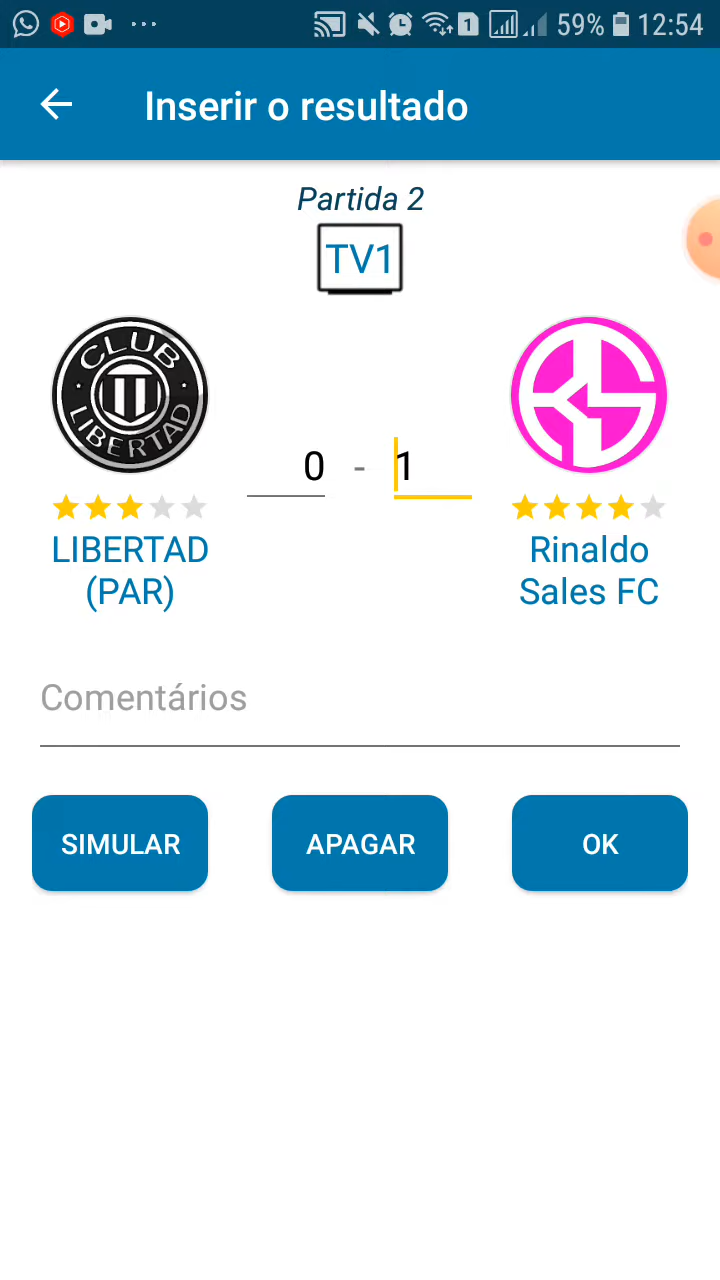 59% 12:54
Inserir o resultado
Partida 2
TV1
CLUB
LIBERTAD
0 - 1
LIBERTAD
(PAR)
Rinaldo
Sales FC
Comentários
SIMULAR APAGAR OK